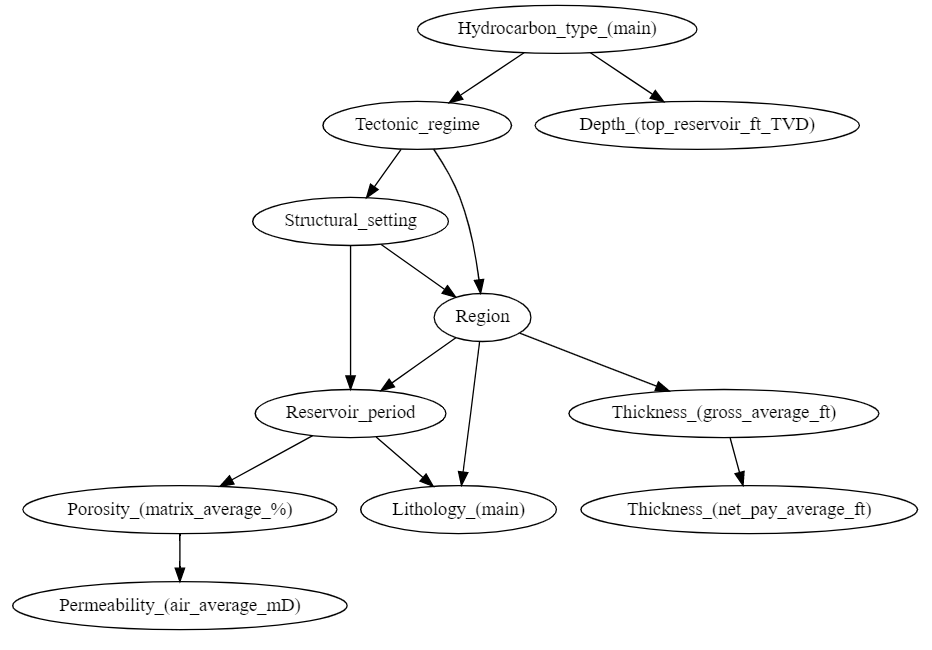 Hydrocarbon_type_(main)
Tectonic_regime
Depth_(top_reservoir_ft_TVD)
Structural_setting
Region
Reservoir_period
Thickness_(gross_average_ft)
Porosity_(matrix_average_%)
Lithology_(main)
Thickness_(net_pay_average_ft)
Permeability_(air_average_mD)